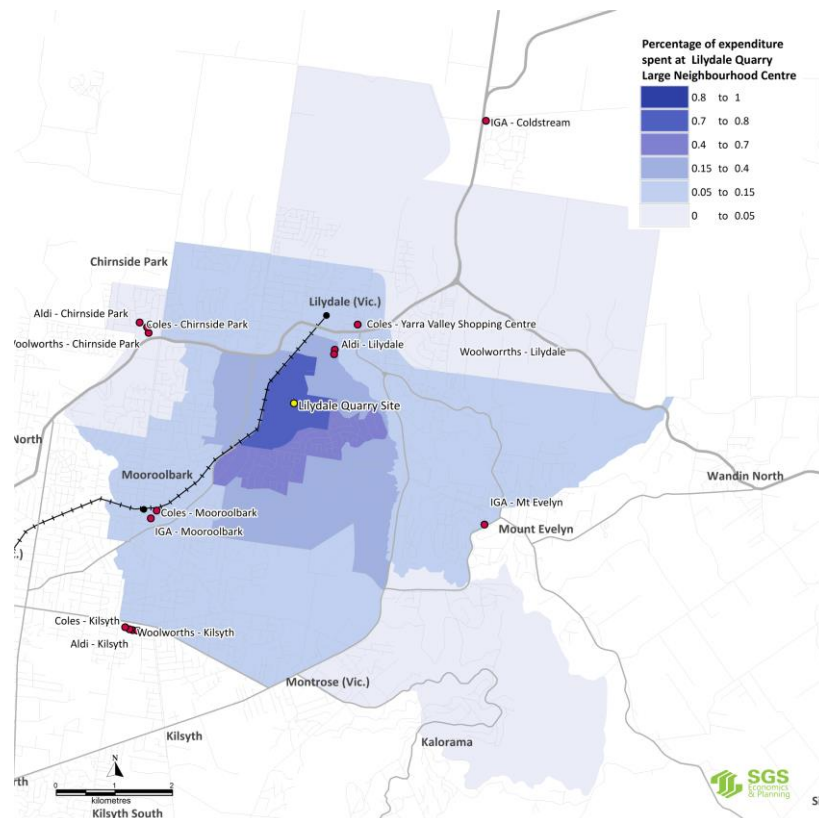 Percentage of expenditure
spent at Lilydale Quarry
Large Neighbourhood Centre
0.8 to 1
0.7 to 0.8
0.4 to 0.7
0.15 to 0.4
0.05 to 0.15
0 to 0.05
IGA - Coldstream
Chirnside Park
Lilydale (Vic.)
Aldi - Chirnside Park
Coles - Chirnside Park
Coles - Yarra Valley Shopping Centre
oolworths - Chirnside Park
Aldi - Lilydale
Woolworrths - Lilydale
Lilydale Quarry Site
North
Mooroolbark
Wandin North
IGA - Mt Evelyn
Coles - Mooroolbark
Mount Evelyn
IGA - Mooroolbark
.)
Coles - Kilsyth
Woolworths - Kilsyth
Aldi - Kilsyth
Montrose (Vic.)
Kilsyth
Kalorama
N
rth
0 1 2
kilometres
Kilsyth South
SGS
Economics
& Planning
Si